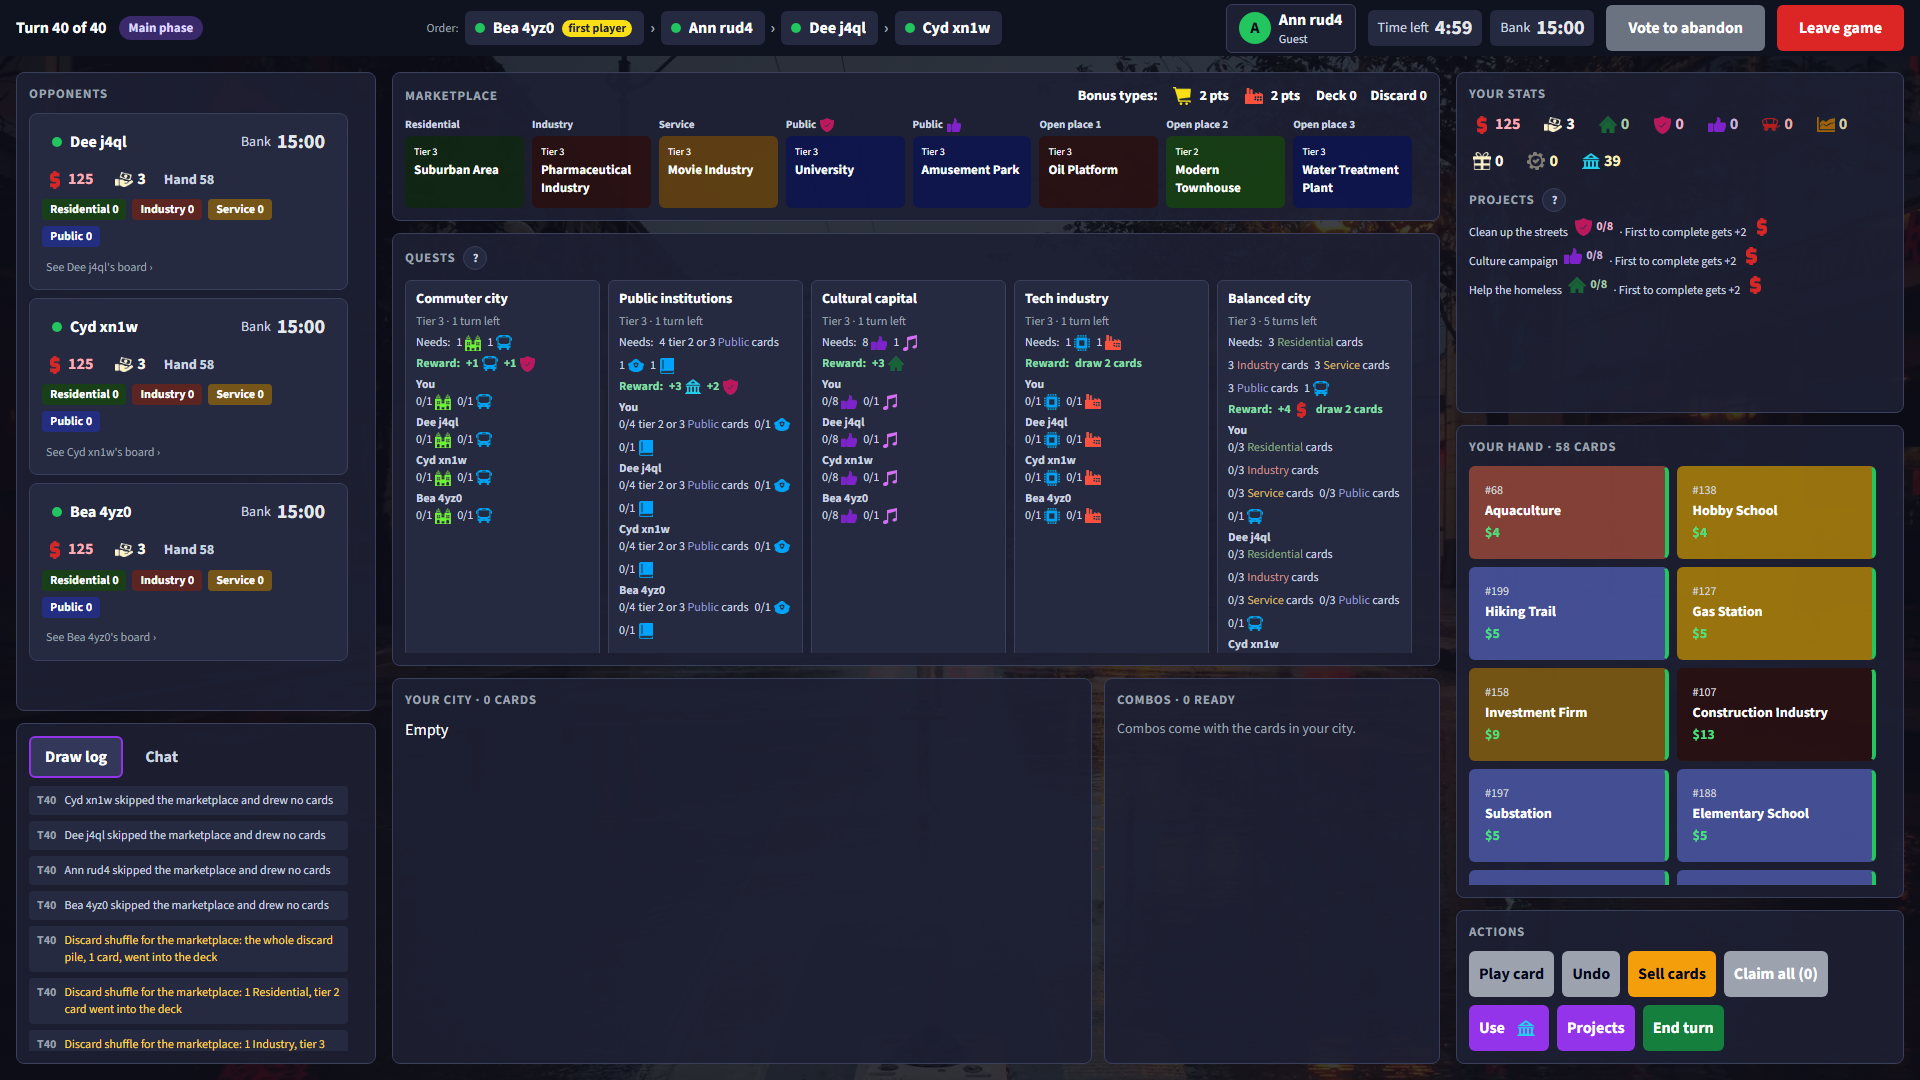 Turn 40 of 40 Main phase
Order: Bea 4yz0 first player › Ann rud4 › Dee j4ql › Cyd xn1w
A Ann rud4
Guest
Time left 4:59 Bank 15:00 Vote to abandon Leave game
OPPONENTS
Dee j4ql Bank 15:00
125 3 Hand 58
Residential 0 Industry 0 Service 0
Public 0
See Dee j4ql's board ›
Cyd xn1w Bank 15:00
125 3 Hand 58
Residential 0 Industry 0 Service 0
Public 0
See Cyd xn1w's board ›
Bea 4yz0 Bank 15:00
125 3 Hand 58
Residential 0 Industry 0 Service 0
Public 0
See Bea 4yz0's board ›
Draw log Chat
T40 Cyd xn1w skipped the marketplace and drew no cards
T40 Dee j4ql skipped the marketplace and drew no cards
T40 Ann rud4 skipped the marketplace and drew no cards
T40 Bea 4yz0 skipped the marketplace and drew no cards
T40 Discard shuffle for the marketplace: the whole discard
pile, 1 card, went into the deck
T40 Discard shuffle for the marketplace: 1 Residential, tier 2
card went into the deck
T40 Discard shuffle for the marketplace: 1 Industry, tier 3
MARKETPLACE Bonus types: 2 pts 2 pts Deck 0 Discard 0
Residential Industry Service Public Public Open place 1 Open place 2 Open place 3
Tier 3
Suburban Area
Tier 3
Pharmaceutical
Industry
Tier 3
Movie Industry
Tier 3
University
Tier 3
Amusement Park
Tier 3
Oil Platform
Tier 2
Modern
Townhouse
Tier 3
Water Treatment
Plant
QUESTS ?
Commuter city
Tier 3 · 1 turn left
Needs: 1 1
Reward: +1 +1
You
0/1 0/1
Dee j4ql
0/1 0/1
Cyd xn1w
0/1 0/1
Bea 4yz0
0/1 0/1
Public institutions
Tier 3 · 1 turn left
Needs: 4 tier 2 or 3 Public cards
1 1
Reward: +3 +2
You
0/4 tier 2 or 3 Public cards 0/1
0/1
Dee j4ql
0/4 tier 2 or 3 Public cards 0/1
0/1
Cyd xn1w
0/4 tier 2 or 3 Public cards 0/1
0/1
Bea 4yz0
0/4 tier 2 or 3 Public cards 0/1
0/1
Cultural capital
Tier 3 · 1 turn left
Needs: 8 1
Reward: +3
You
0/8 0/1
Dee j4ql
0/8 0/1
Cyd xn1w
0/8 0/1
Bea 4yz0
0/8 0/1
Tech industry
Tier 3 · 1 turn left
Needs: 1 1
Reward: draw 2 cards
You
0/1 0/1
Dee j4ql
0/1 0/1
Cyd xn1w
0/1 0/1
Bea 4yz0
0/1 0/1
Balanced city
Tier 3 · 5 turns left
Needs: 3 Residential cards
3 Industry cards 3 Service cards
3 Public cards 1
Reward: +4 draw 2 cards
You
0/3 Residential cards
0/3 Industry cards
0/3 Service cards 0/3 Public cards
0/1
Dee j4ql
0/3 Residential cards
0/3 Industry cards
0/3 Service cards 0/3 Public cards
0/1
Cyd xn1w
YOUR CITY · 0 CARDS
Empty
COMBOS · 0 READY
Combos come with the cards in your city.
YOUR STATS
125 3 0 0 0 0 0
0 0 39
PROJECTS ?
Clean up the streets 0/8 · First to complete gets +2
Culture campaign 0/8 · First to complete gets +2
Help the homeless 0/8 · First to complete gets +2
YOUR HAND · 58 CARDS
#68
Aquaculture
$4
#138
Hobby School
$4
#199
Hiking Trail
$5
#127
Gas Station
$5
#158
Investment Firm
$9
#107
Construction Industry
$13
#197
Substation
$5
#188
Elementary School
$5
ACTIONS
Play card Undo Sell cards Claim all (0)
Use Projects End turn